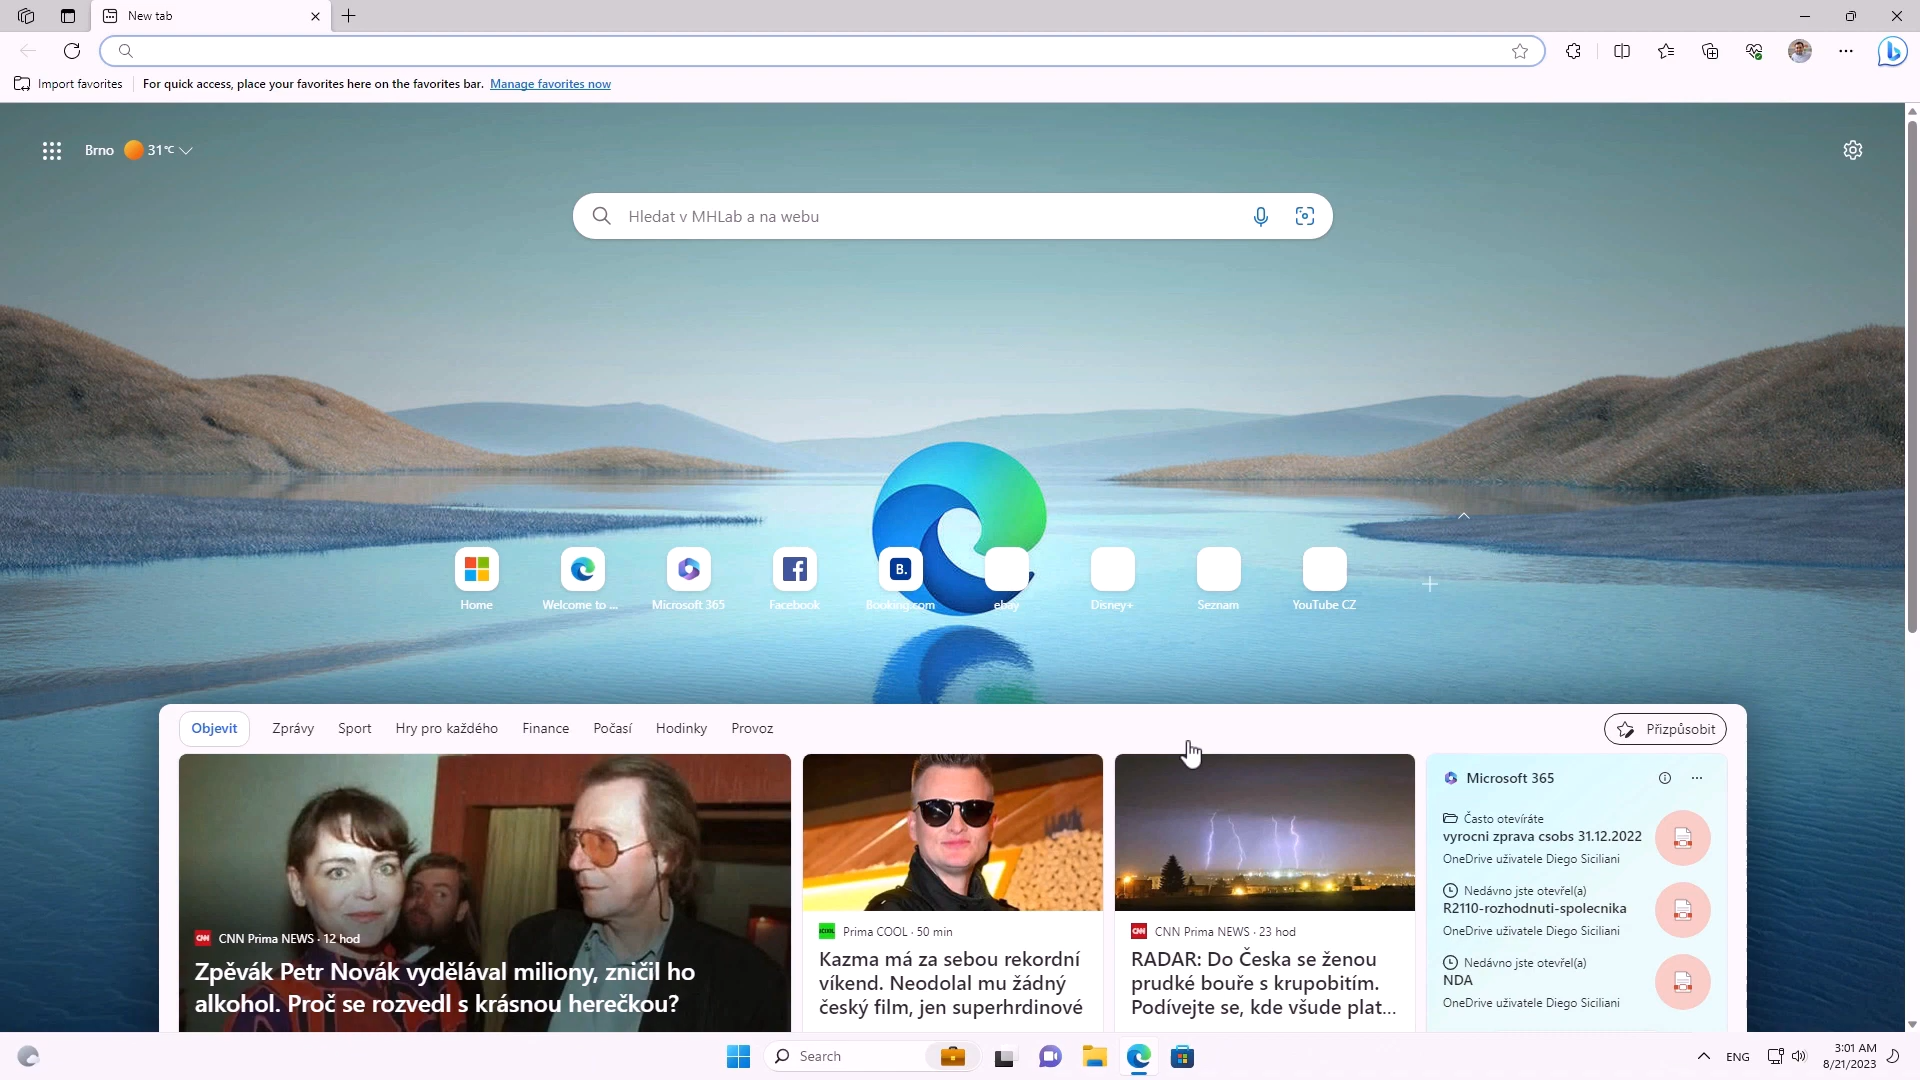 New tab
Import favorites
For quick access, place your favorites here on the favorites bar. Manage favorites now
Brno 31°C
Hledat v MHLab a na webu
Home
Welcome to ...
Microsoft 365
Facebook
B.
Booking.com
ebay
Disney+
Seznam
YouTube CZ
Objevit
Zprávy
Sport
Hry pro každého
Finance
Počasí
Hodinky
Provoz
Přizpůsobit
CNN Prima NEWS · 12 hod
Zpěvák Petr Novák vydělával miliony, zničil ho
alkohol. Proč se rozvedl s krásnou herečkou?
Prima COOL · 50 min
Kazma má za sebou rekordní
víkend. Neodolal mu žádný
český film, jen superhrdinové
CNN Prima NEWS · 23 hod
RADAR: Do Česka se ženou
prudké bouře s krupobitím.
Podívejte se, kde všude plat...
Microsoft 365
Často otevíráte
vyrocni zprava csobs 31.12.2022
OneDrive uživatele Diego Siciliani
Nedávno jste otevřel(a)
R2110-rozhodnuti-spolecnika
OneDrive uživatele Diego Siciliani
Nedávno jste otevřel(a)
NDA
OneDrive uživatele Diego Siciliani
Search
ENG
3:01 AM
8/21/2023